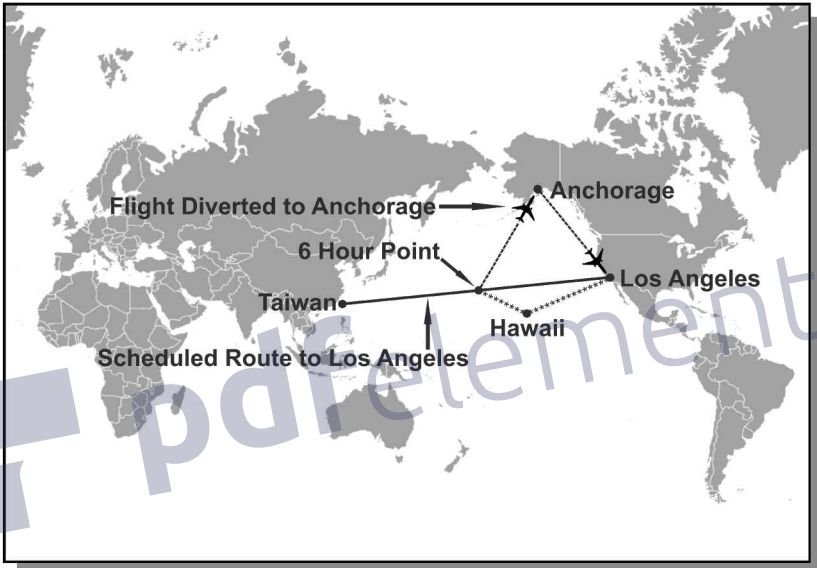 Anchorage
Flight Diverted to Anchorage
6 Hour Point
Los Angeles
Taiwan
Hawaii
Scheduled Route to Los Angeles
pdfelement